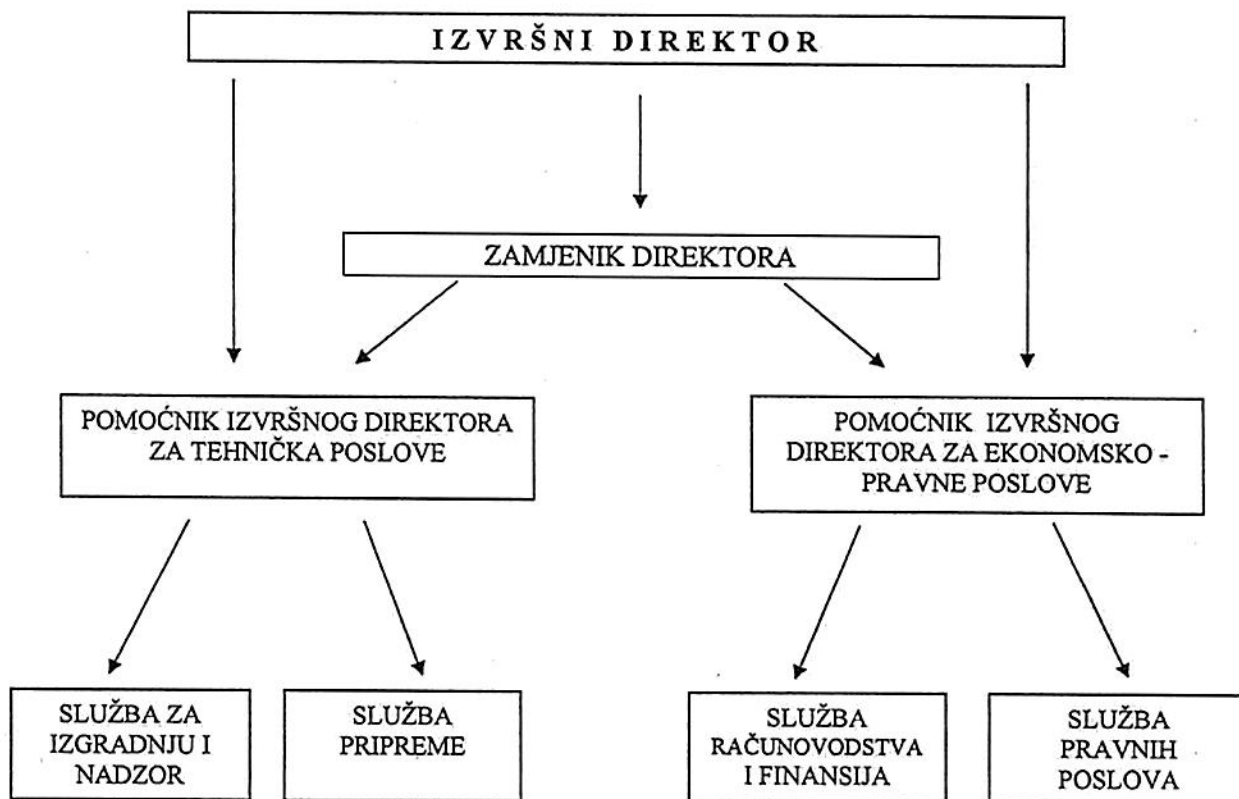 IZVRŠNI DIREKTOR
ZAMJENIK DIREKTORA
POMOĆNIK IZVRŠNOG DIREKTORA
ZA TEHNIČKA POSLOVE
POMOĆNIK IZVRŠNOG
DIREKTORA ZA EKONOMSKO -
PRAVNE POSLOVE
SLUŽBA ZA
IZGRADNJU I
NADZOR
SLUŽBA
PRIPREME
SLUŽBA
RAČUNOVODSTVA
I FINANSIJA
SLUŽBA
PRAVNIH
POSLOVA